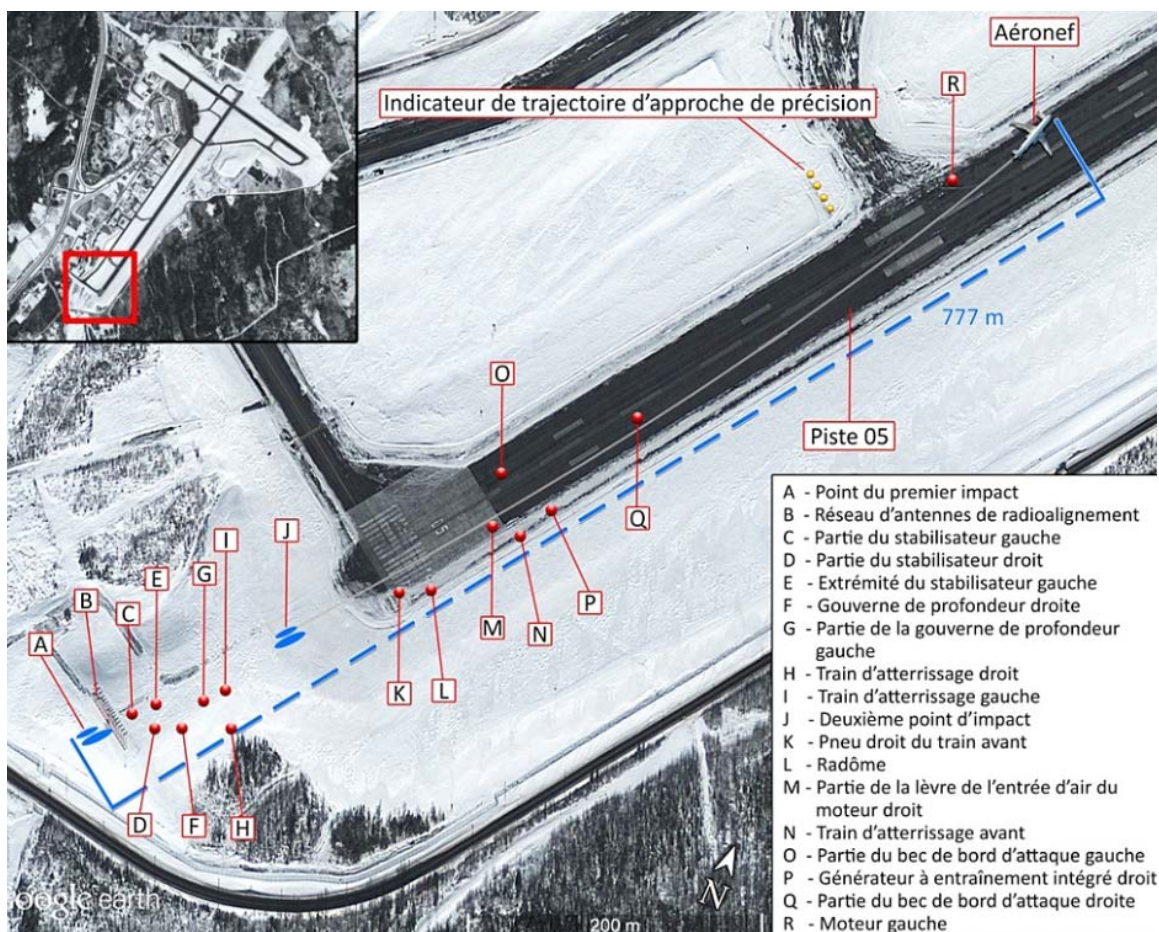 Aéronef
R
Indicateur de trajectoire d'approche de précision
777 m
O
Piste 05
Q
I
J
G
E
P
B
C
M
N
A
K
L
D
F
H
A - Point du premier impact
B - Réseau d'antennes de radioalignement
C - Partie du stabilisateur gauche
D - Partie du stabilisateur droit
E - Extrémité du stabilisateur gauche
F - Gouverne de profondeur droite
G - Partie de la gouverne de profondeur
gauche
H - Train d'atterrissage droit
I - Train d'atterrissage gauche
J - Deuxième point d'impact
K - Pneu droit du train avant
L - Radôme
M - Partie de la lèvre de l'entrée d'air du
moteur droit
N - Train d'atterrissage avant
O - Partie du bec de bord d'attaque gauche
P - Générateur à entraînement intégré droit
Q - Partie du bec de bord d'attaque droite
R - Moteur gauche
N
200 m
oogle earth